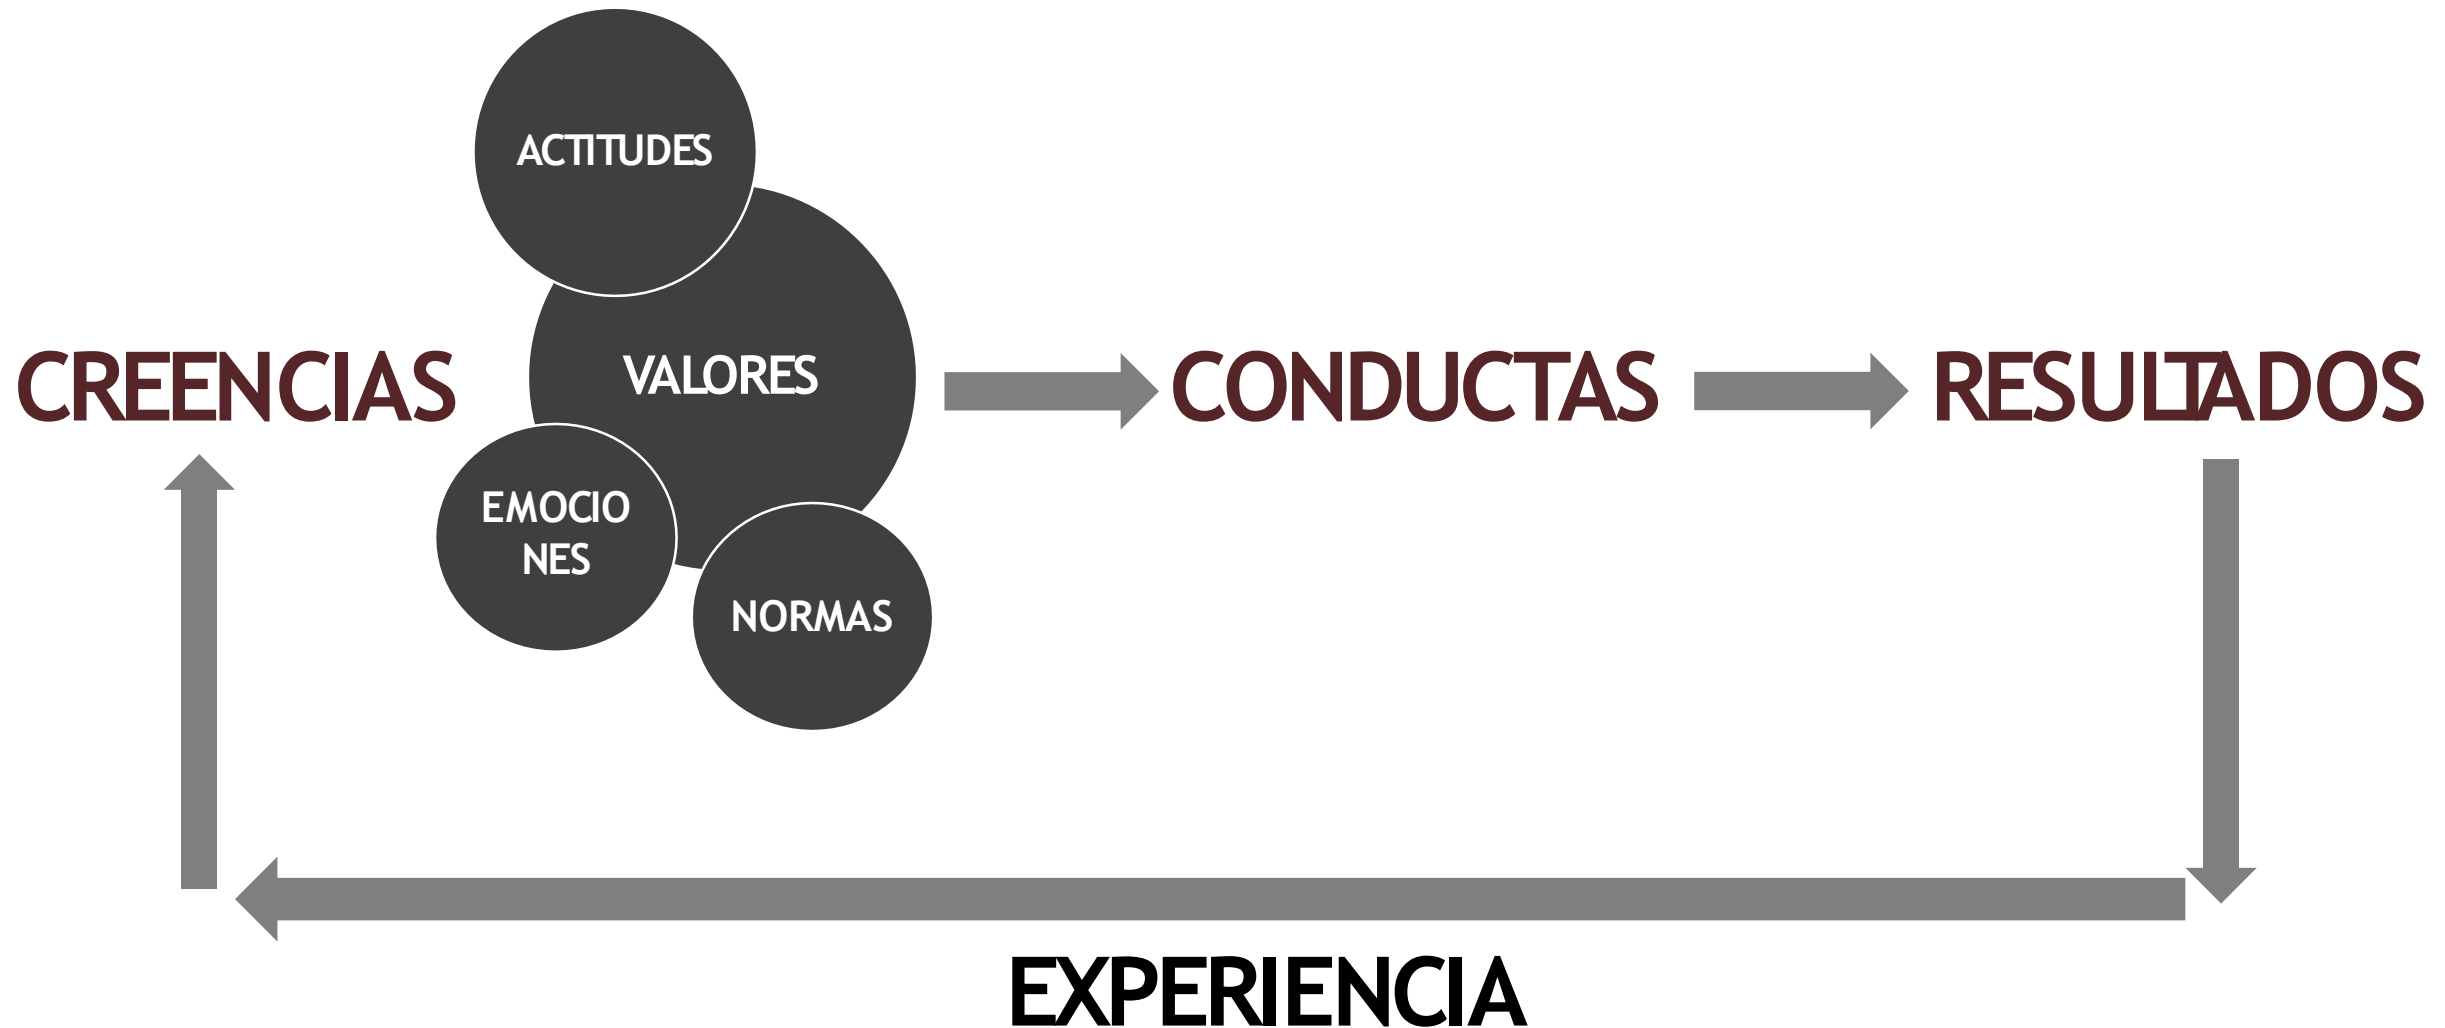 ACTITUDES
CREENCIAS
VALORES
CONDUCTAS
RESULTADOS
EMOCIO
NES
NORMAS
EXPERIENCIA